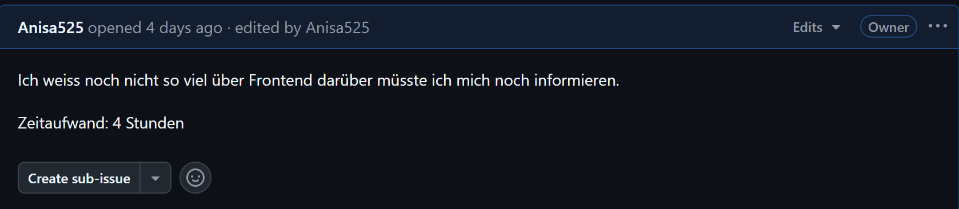 Anisa525 opened 4 days ago · edited by Anisa525 Edits Owner
Ich weiss noch nicht so viel über Frontend darüber müsste ich mich noch informieren.
Zeitaufwand: 4 Stunden
Create sub-issue